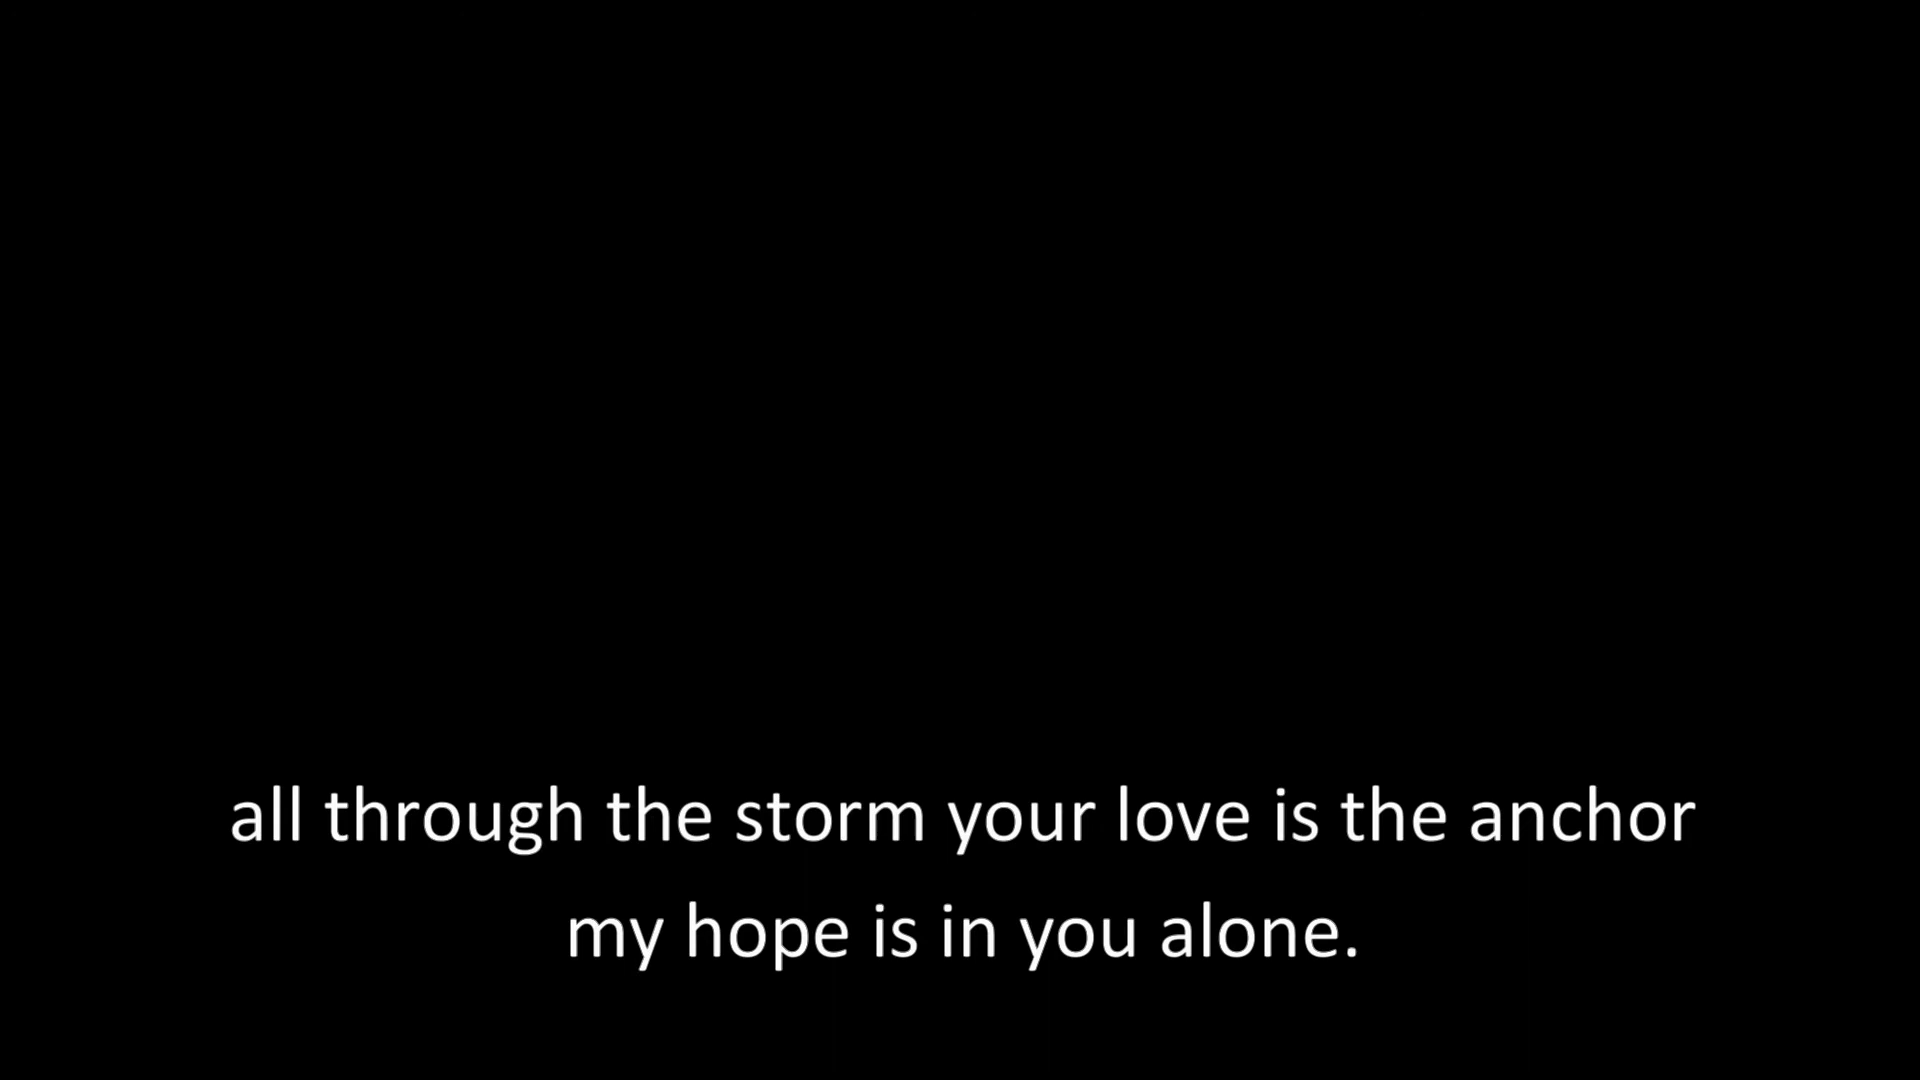 all through the storm your love is the anchor
my hope is in you alone.